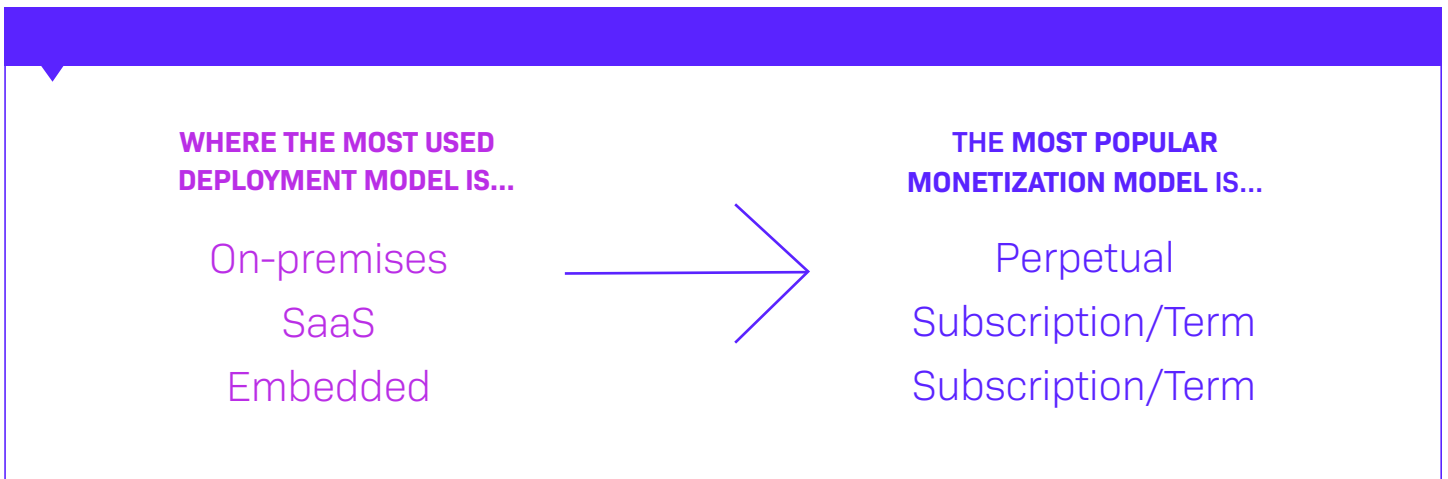 WHERE THE MOST USED
DEPLOYMENT MODEL IS...
On-premises
SaaS
Embedded
THE MOST POPULAR
MONETIZATION MODEL IS...
Perpetual
Subscription/Term
Subscription/Term